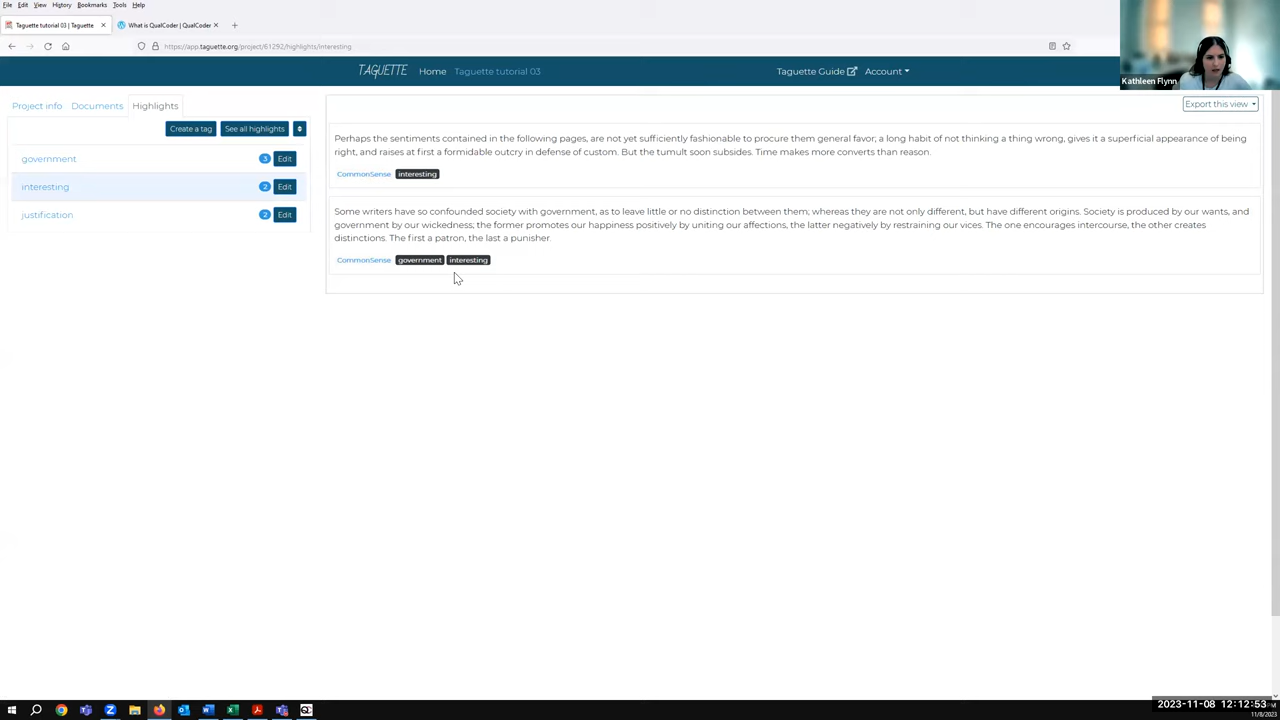 File Edit View History Bookmarks Tools Help
Taguette tutorial 03 | Taguette × What is QualCoder | QualCoder × +
https://app.taguette.org/project/61292/highlights/interesting
TAGUETTE Home Taguette tutorial 03 Taguette Guide Account
Kathleen Flynn
Project info Documents Highlights
Export this view
Create a tag See all highlights
government 3 Edit
interesting 2 Edit
justification 2 Edit
Perhaps the sentiments contained in the following pages, are not yet sufficiently fashionable to procure them general favor; a long habit of not thinking a thing wrong, gives it a superficial appearance of being
right, and raises at first a formidable outcry in defense of custom. But the tumult soon subsides. Time makes more converts than reason.
CommonSense interesting
Some writers have so confounded society with government, as to leave little or no distinction between them; whereas they are not only different, but have different origins. Society is produced by our wants, and
government by our wickedness; the former promotes our happiness positively by uniting our affections, the latter negatively by restraining our vices. The one encourages intercourse, the other creates
distinctions. The first a patron, the last a punisher.
CommonSense government interesting
2023-11-08 12:12:53
11/8/2023